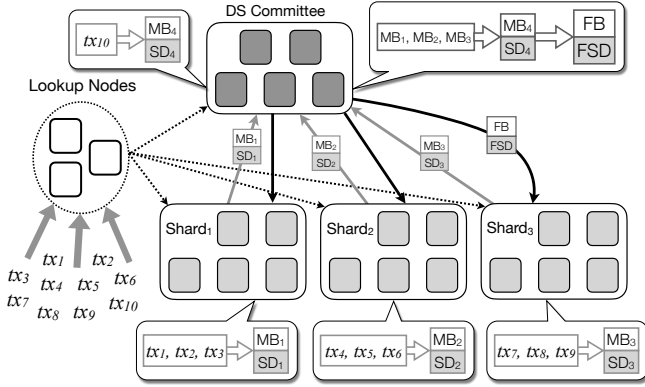 DS Committee
tx10
MB4
SD4
MB1, MB2, MB3
MB4
SD4
FB
FSD
Lookup Nodes
MB1
SD1
MB2
SD2
MB3
SD3
FB
FSD
Shard1
Shard2
Shard3
tx1 tx2
tx3 tx4 tx5 tx6
tx7 tx8 tx9 tx10
tx1, tx2, tx3
MB1
SD1
tx4, tx5, tx6
MB2
SD2
tx7, tx8, tx9
MB3
SD3